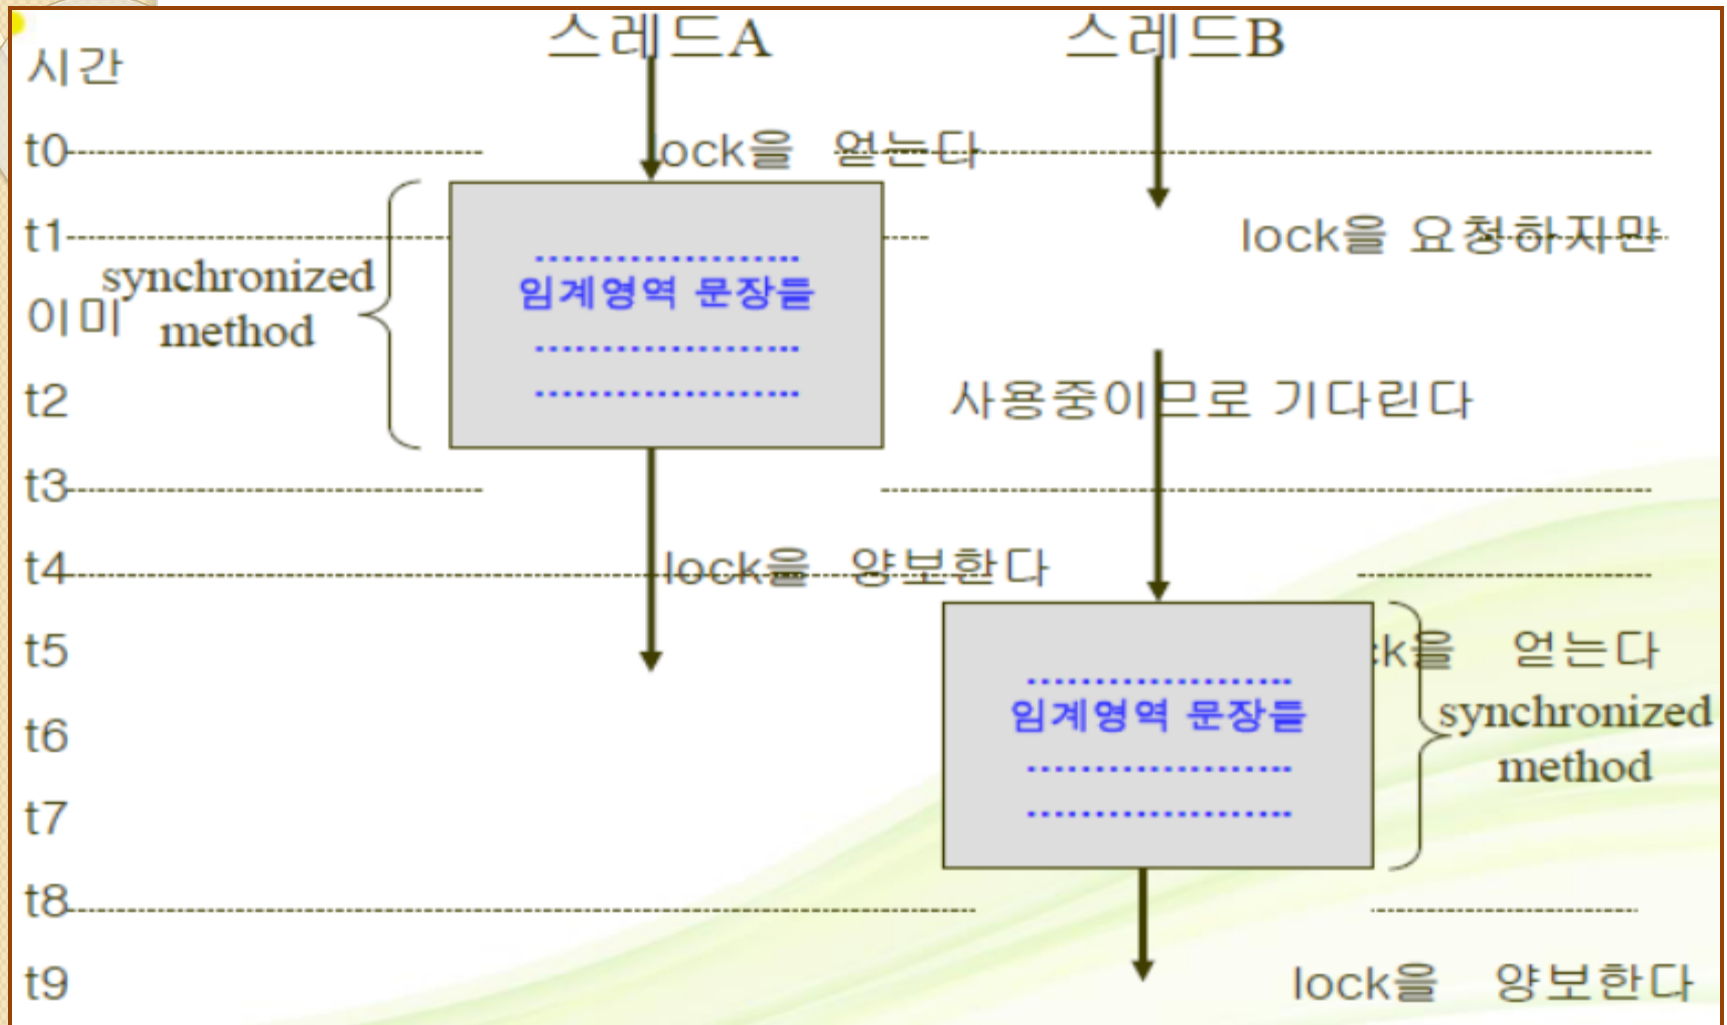 스레드A 스레드B
시간
t0 lock을 얻는다
t1 lock을 요청하지만
synchronized
method
임계영역 문장들
이미
t2 사용중이므로 기다린다
t3
t4 lock을 양보한다
t5 ck을 얻는다
임계영역 문장들
synchronized
method
t6
t7
t8
t9 lock을 양보한다